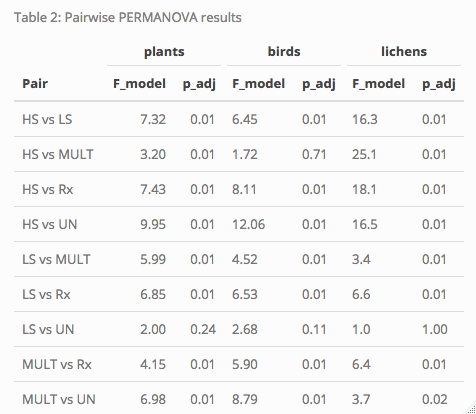 Table 2: Pairwise PERMANOVA results
plants birds lichens
Pair F_model p_adj F_model p_adj F_model p_adj
HS vs LS 7.32 0.01 6.45 0.01 16.3 0.01
HS vs MULT 3.20 0.01 1.72 0.71 25.1 0.01
HS vs Rx 7.43 0.01 8.11 0.01 18.1 0.01
HS vs UN 9.95 0.01 12.06 0.01 16.5 0.01
LS vs MULT 5.99 0.01 4.52 0.01 3.4 0.01
LS vs Rx 6.85 0.01 6.53 0.01 6.6 0.01
LS vs UN 2.00 0.24 2.68 0.11 1.0 1.00
MULT vs Rx 4.15 0.01 5.90 0.01 6.4 0.01
MULT vs UN 6.98 0.01 8.79 0.01 3.7 0.02